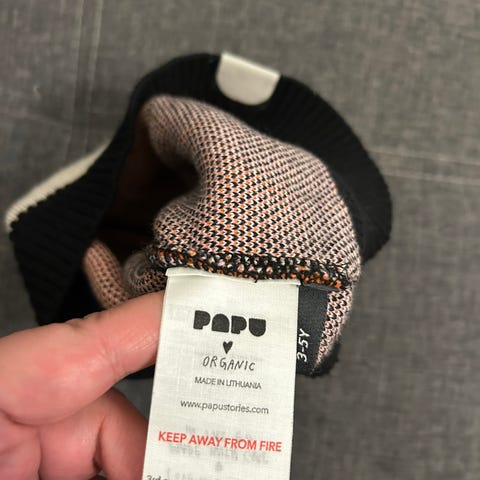 PAPU
ORGANIC
MADE IN LITHUANIA
www.papustories.com
KEEP AWAY FROM FIRE
3-5Y